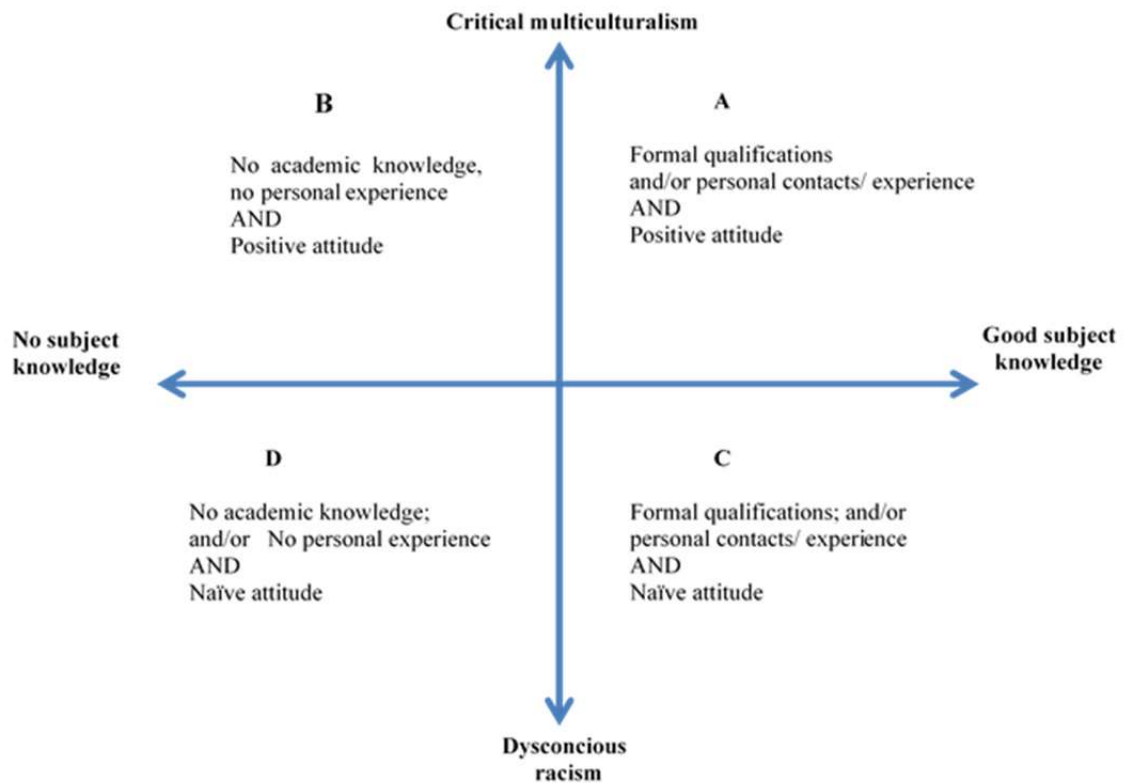 Critical multiculturalism
B
No academic knowledge,
no personal experience
AND
Positive attitude
A
Formal qualifications
and/or personal contacts/ experience
AND
Positive attitude
No subject
knowledge
Good subject
knowledge
D
No academic knowledge;
and/or No personal experience
AND
Naïve attitude
C
Formal qualifications; and/or
personal contacts/ experience
AND
Naïve attitude
Dysconcious
racism